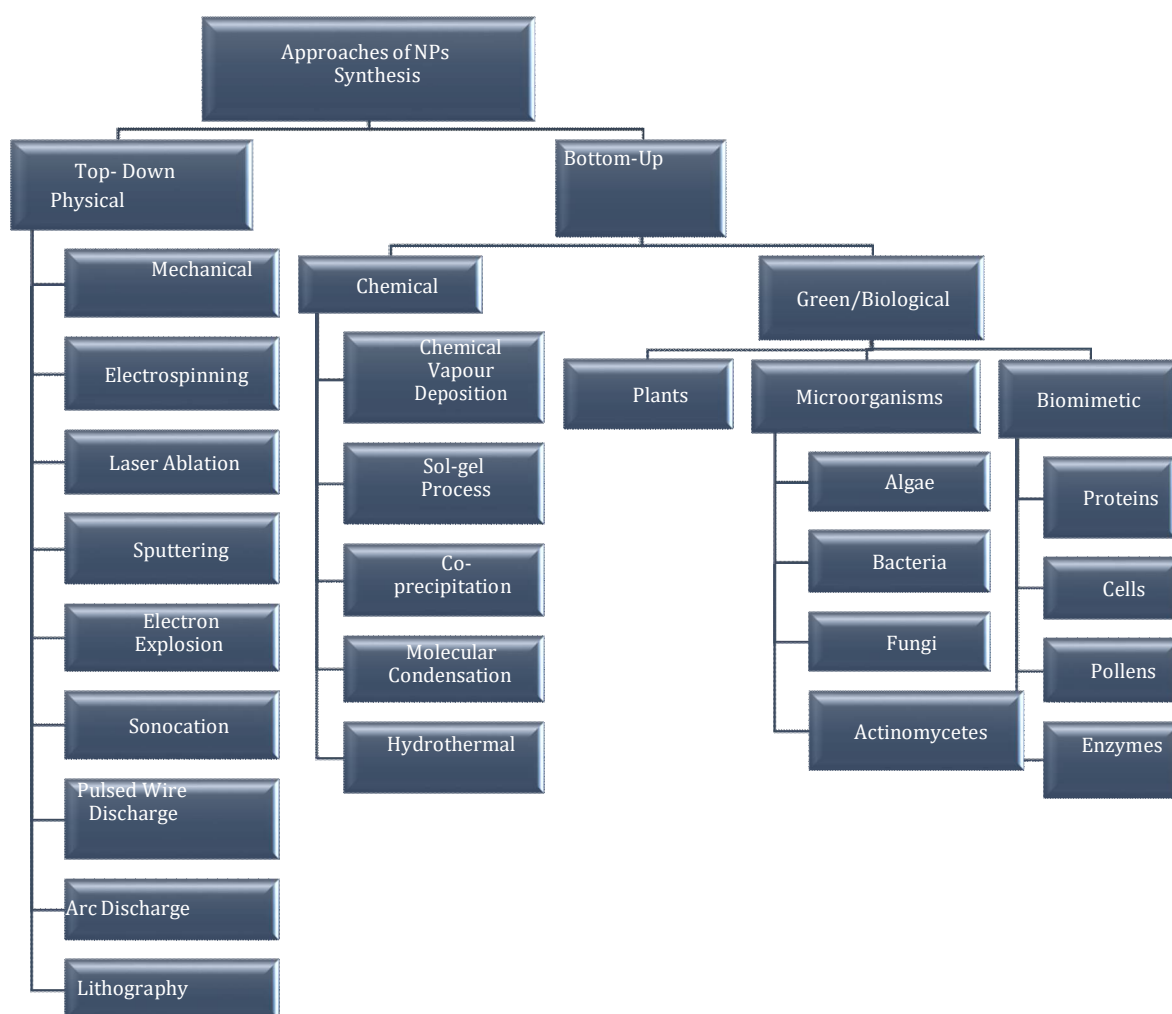 Approaches of NPs
Synthesis
Top- Down
Physical
Mechanical
Electrospinning
Laser Ablation
Sputtering
Electron
Explosion
Sonocation
Pulsed Wire
Discharge
Arc Discharge
Lithography
Bottom-Up
Chemical
Chemical
Vapour
Deposition
Sol-gel
Process
Co-
precipitation
Molecular
Condensation
Hydrothermal
Green/Biological
Plants
Microorganisms
Algae
Bacteria
Fungi
Actinomycetes
Biomimetic
Proteins
Cells
Pollens
Enzymes